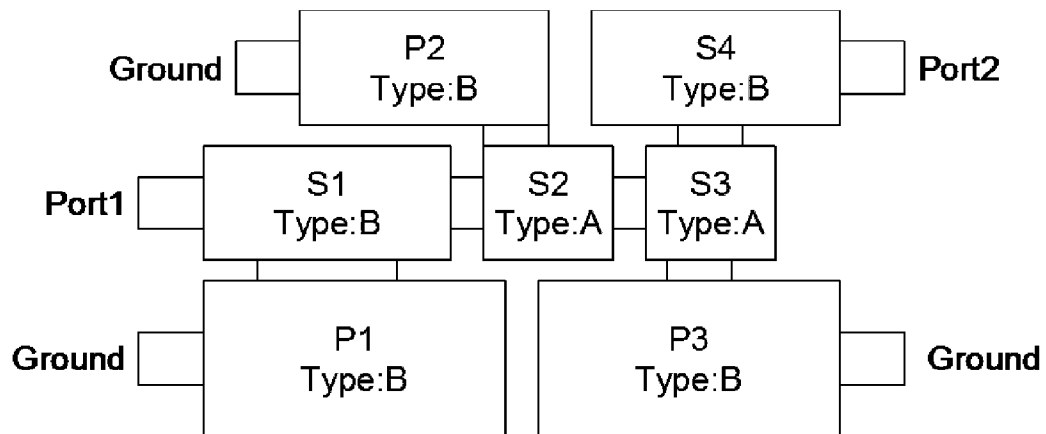 Ground
P2
Type:B
S4
Type:B
Port2
Port1
S1
Type:B
S2
Type:A
S3
Type:A
Ground
P1
Type:B
P3
Type:B
Ground